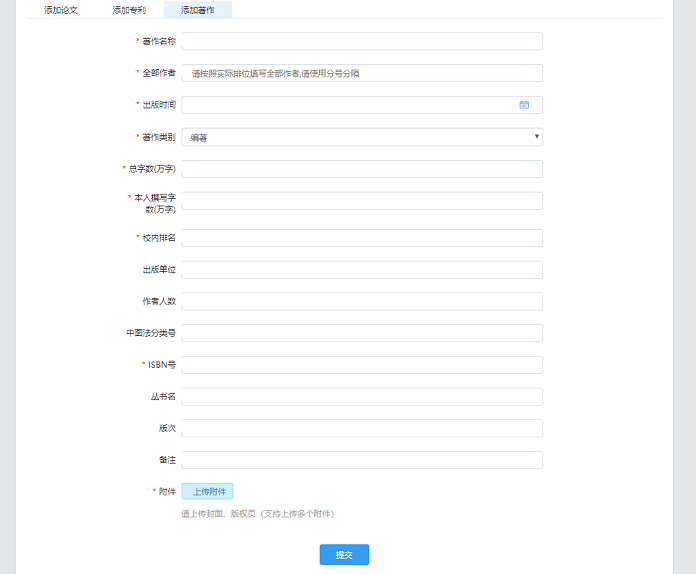 添加论文 添加专利 添加著作
* 著作名称
* 全部作者 请按照实际排位填写全部作者,请使用分号分隔
* 出版时间
* 著作类别 编著
* 总字数(万字)
* 本人撰写字
数(万字)
* 校内排名
出版单位
作者人数
中图法分类号
* ISBN号
丛书名
版次
备注
* 附件 上传附件
请上传封面、版权页（支持上传多个附件）
提交